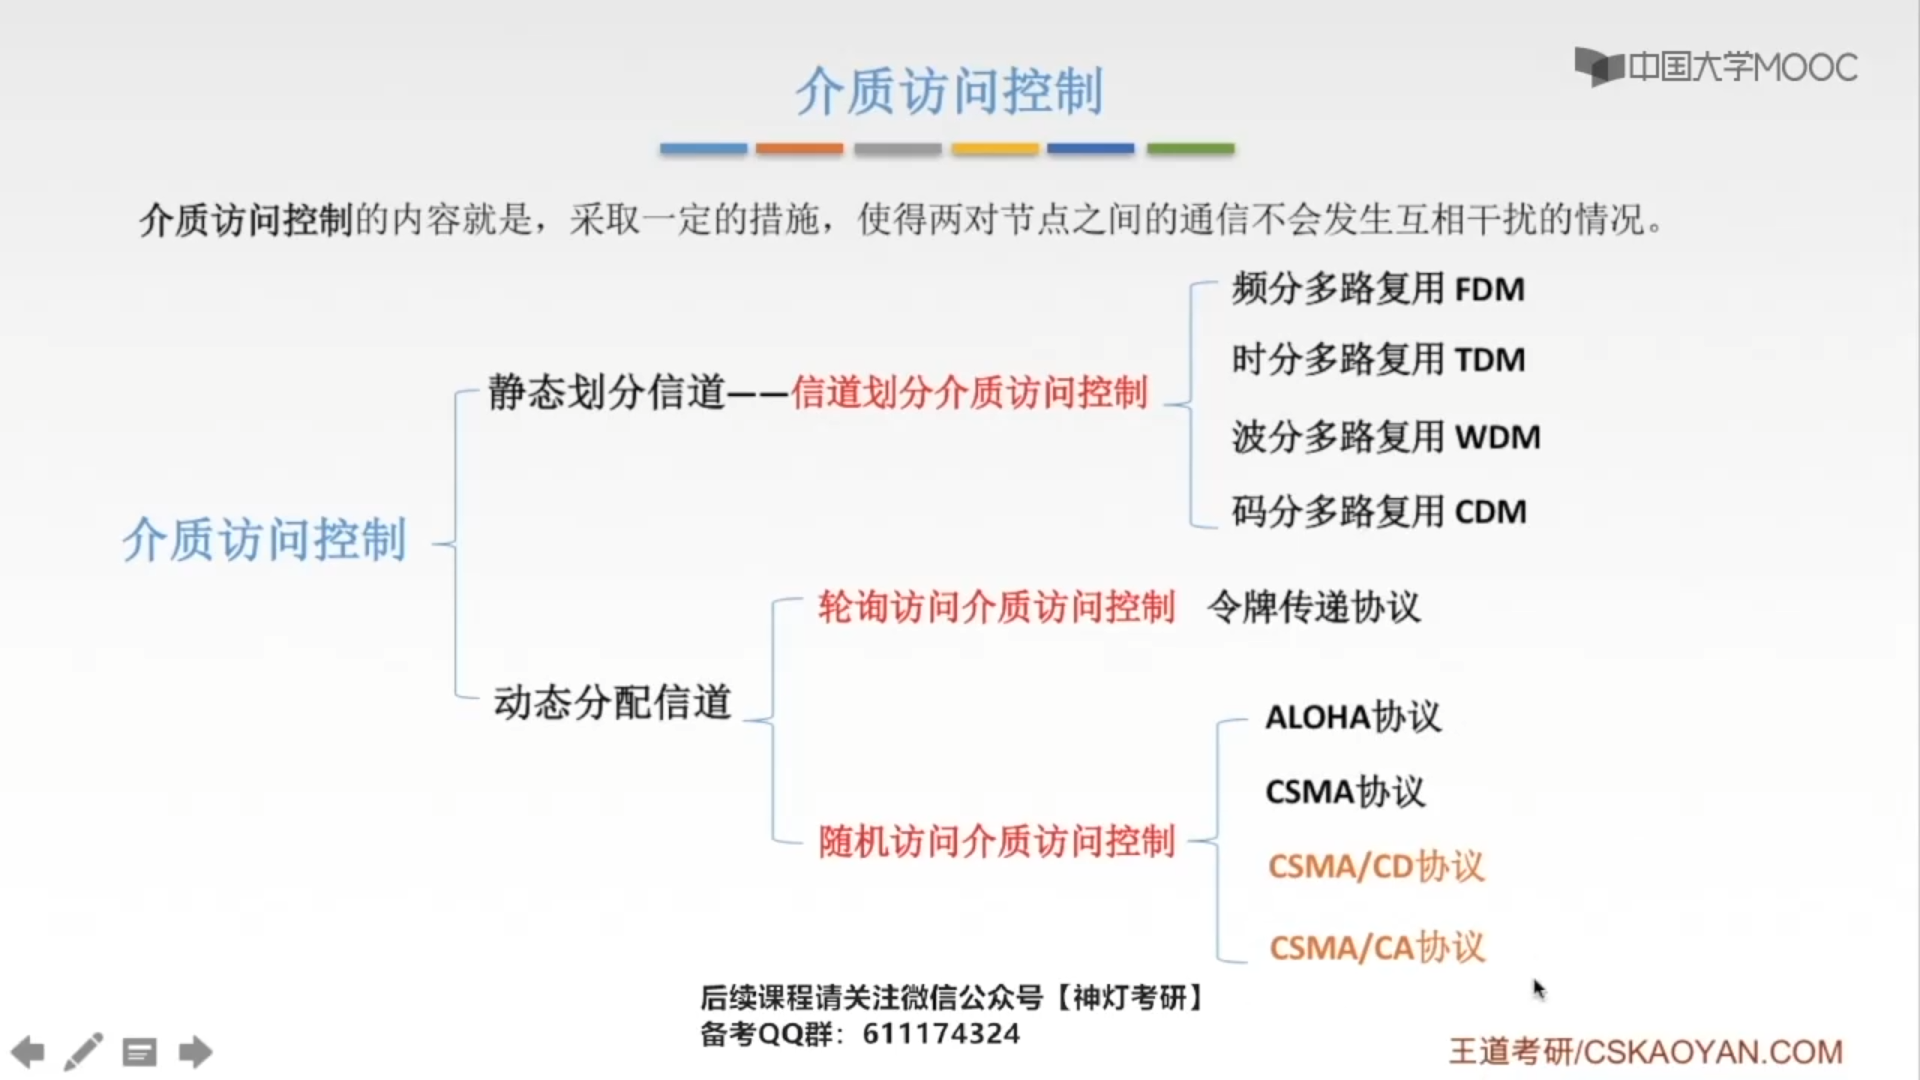 中国大学MOOC
介质访问控制
介质访问控制的内容就是，采取一定的措施，使得两对节点之间的通信不会发生互相干扰的情况。
介质访问控制
静态划分信道——信道划分介质访问控制
频分多路复用 FDM
时分多路复用 TDM
波分多路复用 WDM
码分多路复用 CDM
动态分配信道
轮询访问介质访问控制 令牌传递协议
随机访问介质访问控制
ALOHA协议
CSMA协议
CSMA/CD协议
CSMA/CA协议
后续课程请关注微信公众号【神灯考研】
备考QQ群：611174324
王道考研/CSKAOYAN.COM